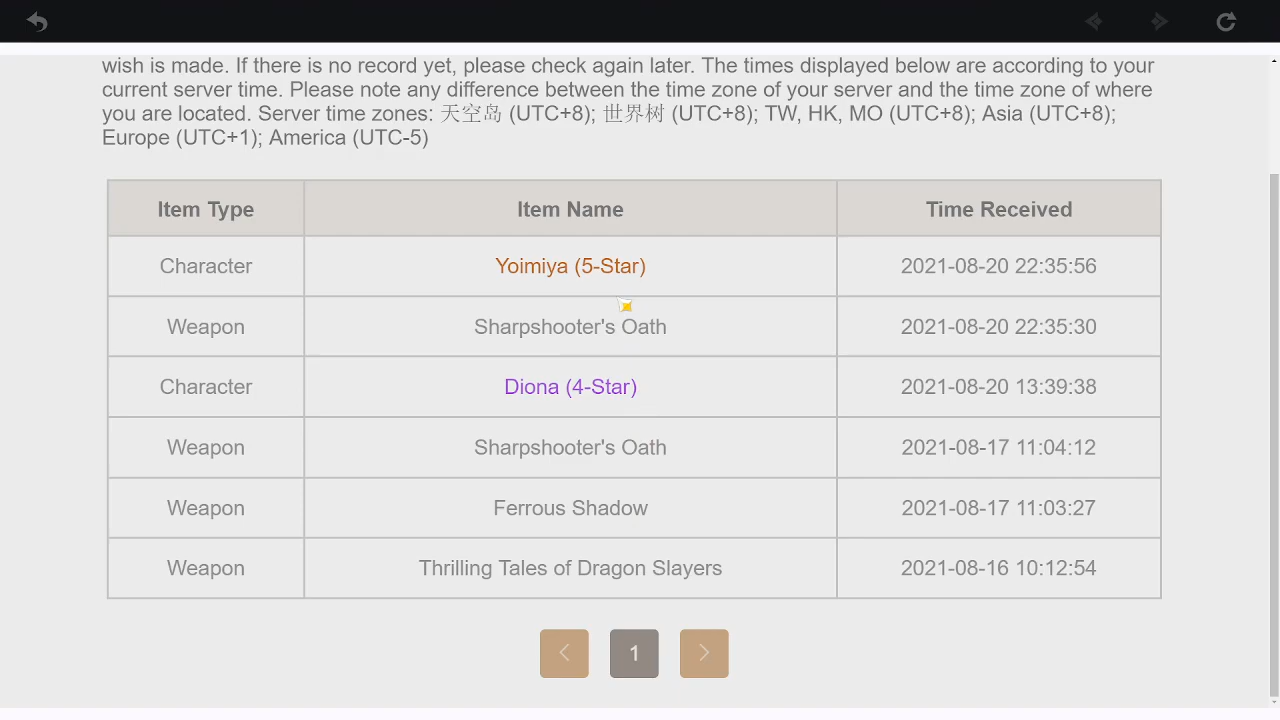 wish is made. If there is no record yet, please check again later. The times displayed below are according to your
current server time. Please note any difference between the time zone of your server and the time zone of where
you are located. Server time zones: 天空岛 (UTC+8); 世界树 (UTC+8); TW, HK, MO (UTC+8); Asia (UTC+8);
Europe (UTC+1); America (UTC-5)
Item Type Item Name Time Received
Character Yoimiya (5-Star) 2021-08-20 22:35:56
Weapon Sharpshooter's Oath 2021-08-20 22:35:30
Character Diona (4-Star) 2021-08-20 13:39:38
Weapon Sharpshooter's Oath 2021-08-17 11:04:12
Weapon Ferrous Shadow 2021-08-17 11:03:27
Weapon Thrilling Tales of Dragon Slayers 2021-08-16 10:12:54
1